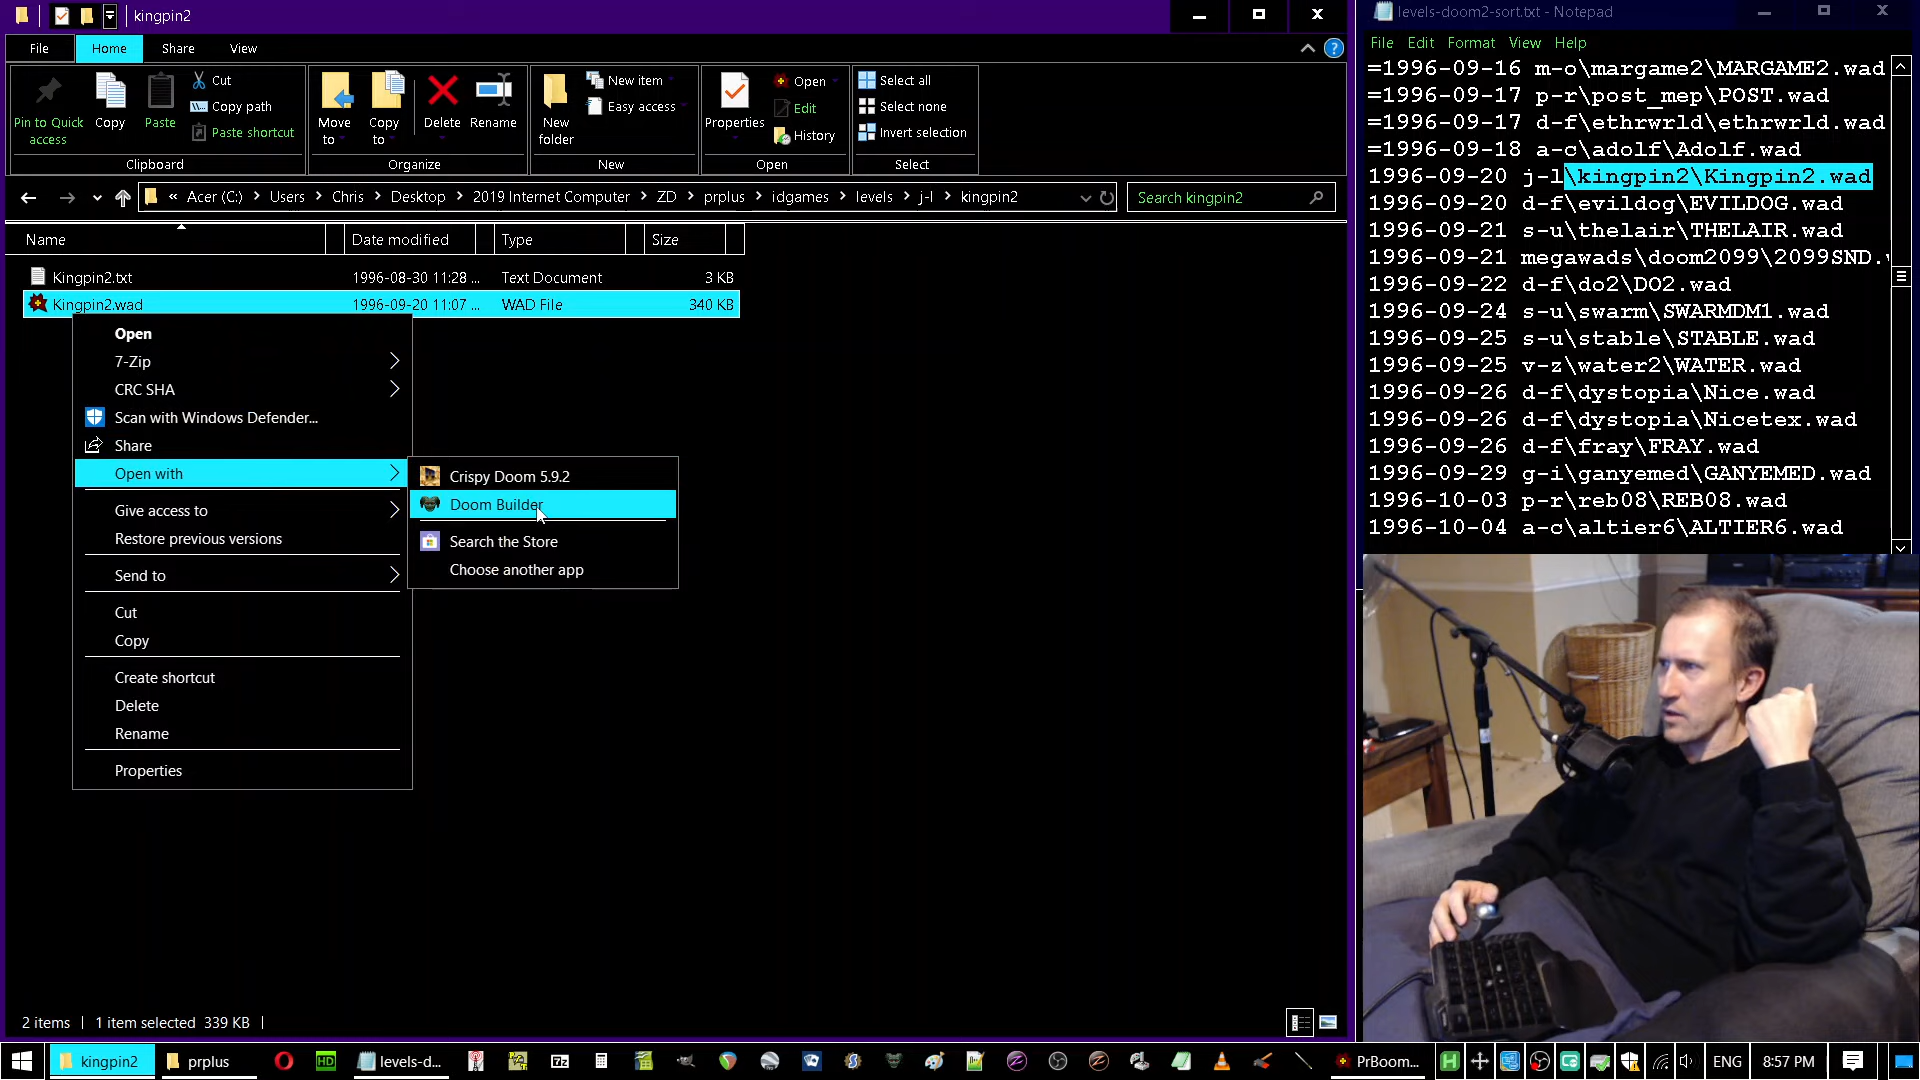 kingpin2
File Home Share View
Pin to Quick access
Copy
Paste
Cut
Copy path
Paste shortcut
Clipboard
Move to
Copy to
Delete
Rename
Organize
New folder
New item
Easy access
New
Properties
Open
Edit
History
Open
Select all
Select none
Invert selection
Select
« Acer (C:) > Users > Chris > Desktop > 2019 Internet Computer > ZD > prplus > idgames > levels > j-l > kingpin2
Search kingpin2
Name Date modified Type Size
Kingpin2.txt 1996-08-30 11:28 ... Text Document 3 KB
Kingpin2.wad 1996-09-20 11:07 ... WAD File 340 KB
Open
7-Zip
CRC SHA
Scan with Windows Defender...
Share
Open with
Give access to
Restore previous versions
Send to
Cut
Copy
Create shortcut
Delete
Rename
Properties
Crispy Doom 5.9.2
Doom Builder
Search the Store
Choose another app
2 items 1 item selected 339 KB
levels-doom2-sort.txt - Notepad
File Edit Format View Help
=1996-09-16 m-o\margame2\MARGAME2.wad
=1996-09-17 p-r\post_mep\POST.wad
=1996-09-17 d-f\ethrwrld\ethrwrld.wad
=1996-09-18 a-c\adolf\Adolf.wad
1996-09-20 j-l\kingpin2\Kingpin2.wad
1996-09-20 d-f\evildog\EVILDOG.wad
1996-09-21 s-u\thelair\THELAIR.wad
1996-09-21 megawads\doom2099\2099SND.
1996-09-22 d-f\do2\DO2.wad
1996-09-24 s-u\swarm\SWARMDM1.wad
1996-09-25 s-u\stable\STABLE.wad
1996-09-25 v-z\water2\WATER.wad
1996-09-26 d-f\dystopia\Nice.wad
1996-09-26 d-f\dystopia\Nicetex.wad
1996-09-26 d-f\fray\FRAY.wad
1996-09-29 g-i\ganyemed\GANYEMED.wad
1996-10-03 p-r\reb08\REB08.wad
1996-10-04 a-c\altier6\ALTIER6.wad
kingpin2 prplus HD levels-d... 7z PrBoom... ENG 8:57 PM